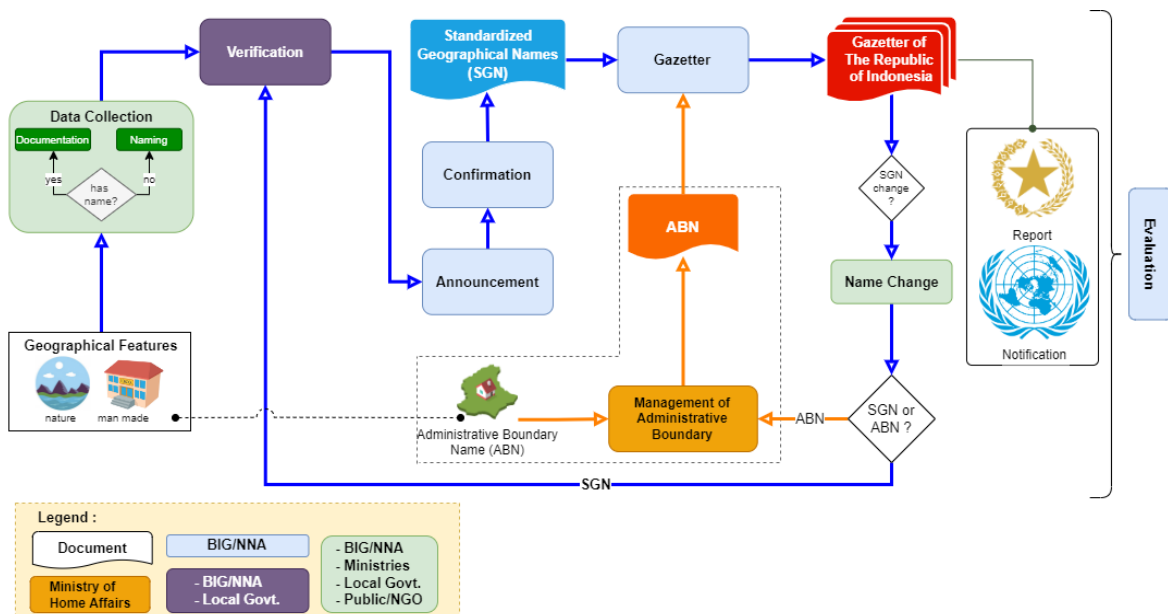 Verification
Standardized
Geographical Names
(SGN)
Gazetter
Gazetter of
The Republic
of Indonesia
Data Collection
Documentation
Naming
yes
has
name?
no
Confirmation
SGN
change
?
ABN
Report
Evaluation
Announcement
Name Change
Geographical Features
Notification
nature
man made
Management of
Administrative
Boundary
ABN
SGN or
ABN ?
Administrative Boundary
Name (ABN)
SGN
Legend :
Document
BIG/NNA
- BIG/NNA
- Ministries
- Local Govt.
- Public/NGO
Ministry of
Home Affairs
- BIG/NNA
- Local Govt.